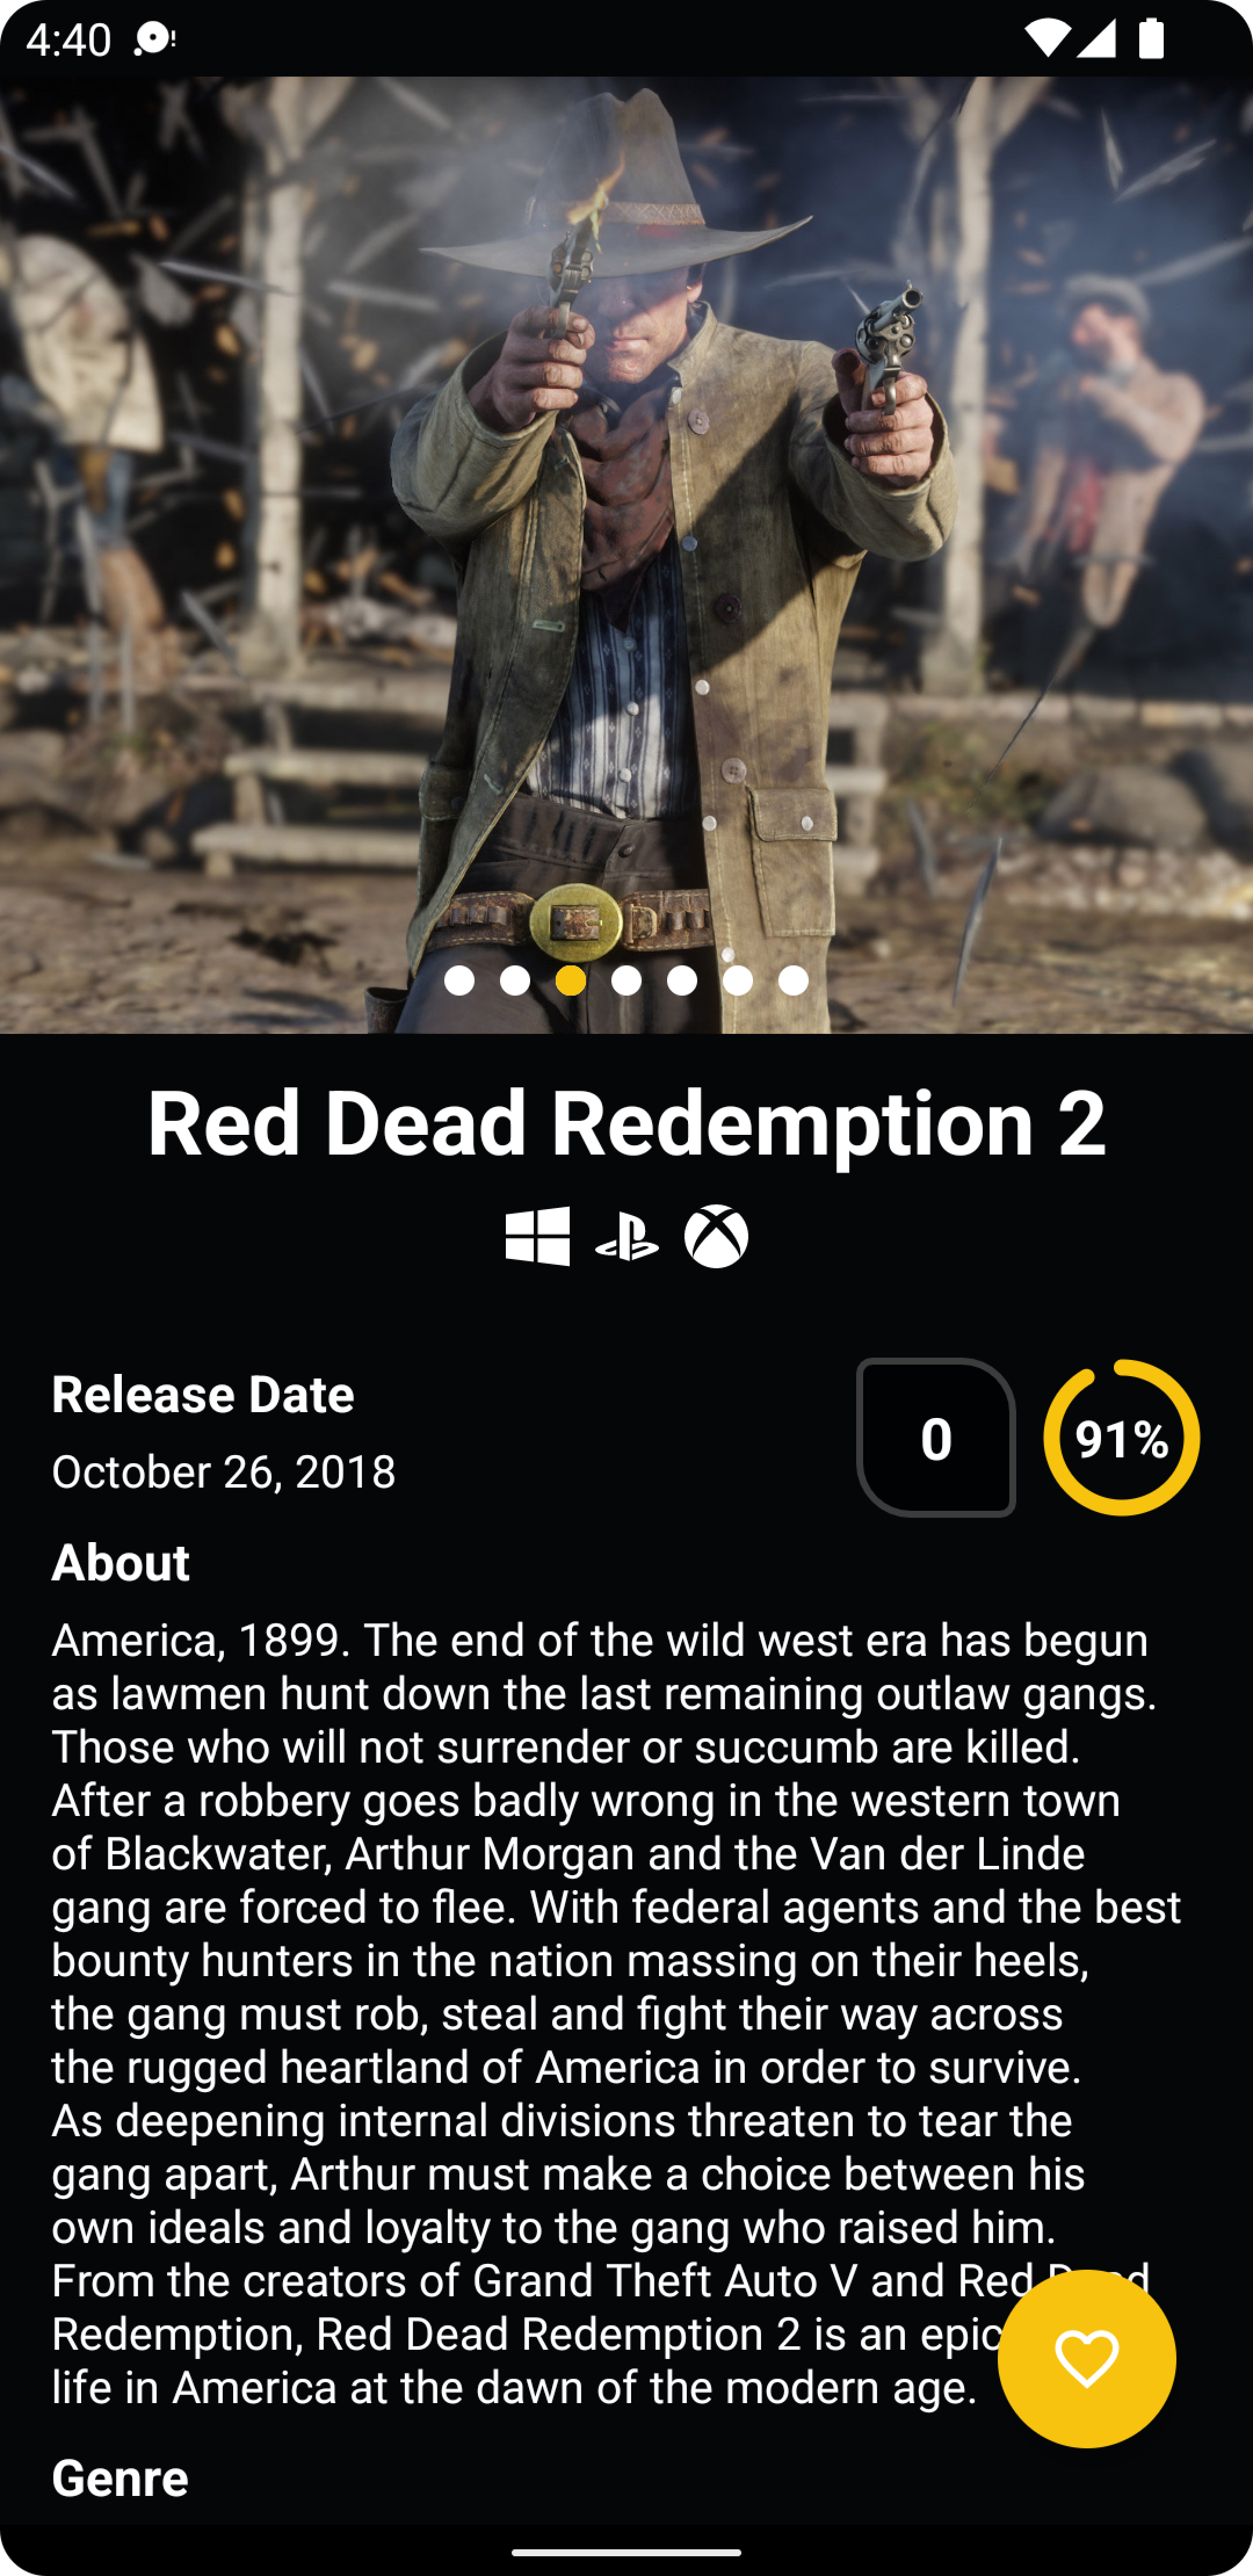 4:40
Red Dead Redemption 2
Release Date
October 26, 2018
0
91%
About
America, 1899. The end of the wild west era has begun
as lawmen hunt down the last remaining outlaw gangs.
Those who will not surrender or succumb are killed.
After a robbery goes badly wrong in the western town
of Blackwater, Arthur Morgan and the Van der Linde
gang are forced to flee. With federal agents and the best
bounty hunters in the nation massing on their heels,
the gang must rob, steal and fight their way across
the rugged heartland of America in order to survive.
As deepening internal divisions threaten to tear the
gang apart, Arthur must make a choice between his
own ideals and loyalty to the gang who raised him.
From the creators of Grand Theft Auto V and Red Dead
Redemption, Red Dead Redemption 2 is an epic
life in America at the dawn of the modern age.
Genre